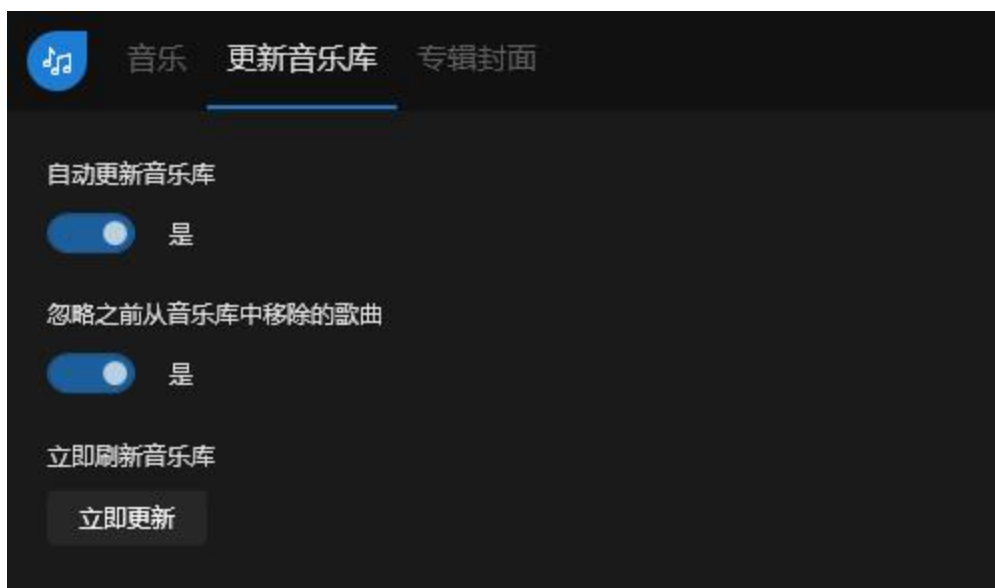 音乐 更新音乐库 专辑封面
自动更新音乐库
是
忽略之前从音乐库中移除的歌曲
是
立即刷新音乐库
立即更新